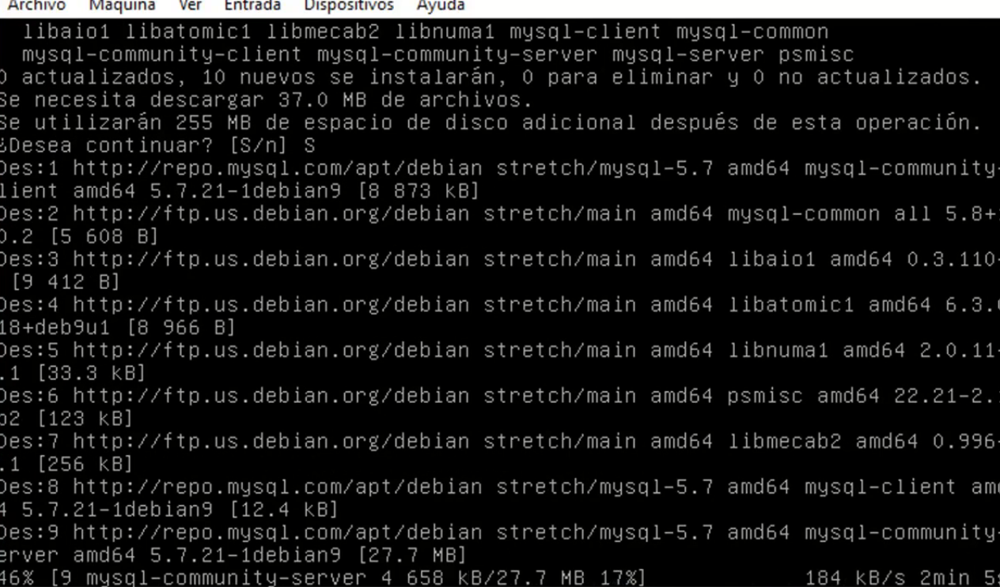 Archivo Máquina Ver Entrada Dispositivos Ayuda
libaio1 libatomic1 libmecab2 libnuma1 mysql-client mysql-common
mysql-community-client mysql-community-server mysql-server psmisc
0 actualizados, 10 nuevos se instalarán, 0 para eliminar y 0 no actualizados.
Se necesita descargar 37.0 MB de archivos.
Se utilizarán 255 MB de espacio de disco adicional después de esta operación.
¿Desea continuar? [S/n] S
Des:1 http://repo.mysql.com/apt/debian stretch/mysql-5.7 amd64 mysql-community-
lient amd64 5.7.21-1debian9 [8 873 kB]
Des:2 http://ftp.us.debian.org/debian stretch/main amd64 mysql-common all 5.8+
0.2 [5 608 B]
Des:3 http://ftp.us.debian.org/debian stretch/main amd64 libaio1 amd64 0.3.110-
[9 412 B]
Des:4 http://ftp.us.debian.org/debian stretch/main amd64 libatomic1 amd64 6.3.
18+deb9u1 [8 966 B]
Des:5 http://ftp.us.debian.org/debian stretch/main amd64 libnuma1 amd64 2.0.11-
.1 [33.3 kB]
Des:6 http://ftp.us.debian.org/debian stretch/main amd64 psmisc amd64 22.21-2.
b2 [123 kB]
Des:7 http://ftp.us.debian.org/debian stretch/main amd64 libmecab2 amd64 0.996-
.1 [256 kB]
Des:8 http://repo.mysql.com/apt/debian stretch/mysql-5.7 amd64 mysql-client am
4 5.7.21-1debian9 [12.4 kB]
Des:9 http://repo.mysql.com/apt/debian stretch/mysql-5.7 amd64 mysql-community-
erver amd64 5.7.21-1debian9 [27.7 MB]
46% [9 mysql-community-server 4 658 kB/27.7 MB 17%] 184 kB/s 2min 5